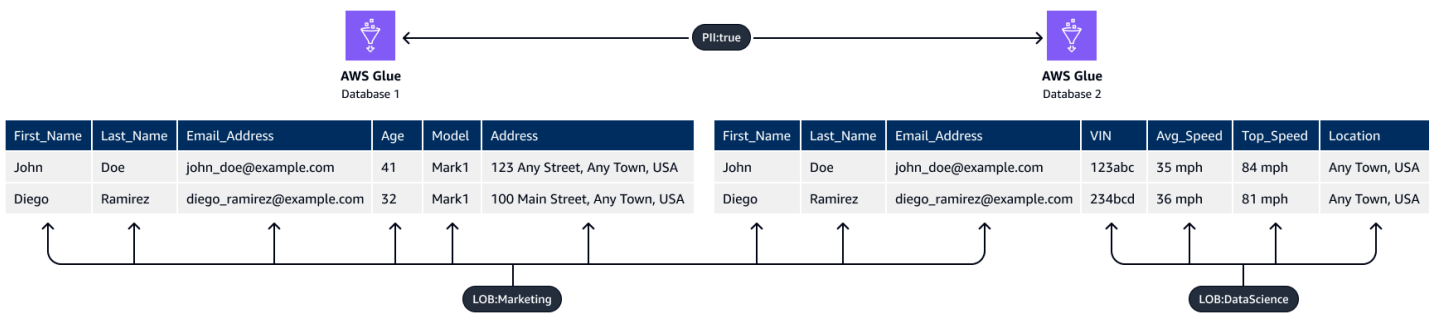 PII:true
AWS Glue
Database 1
AWS Glue
Database 2
First_Name Last_Name Email_Address Age Model Address
John Doe john_doe@example.com 41 Mark1 123 Any Street, Any Town, USA
Diego Ramirez diego_ramirez@example.com 32 Mark1 100 Main Street, Any Town, USA
First_Name Last_Name Email_Address VIN Avg_Speed Top_Speed Location
John Doe john_doe@example.com 123abc 35 mph 84 mph Any Town, USA
Diego Ramirez diego_ramirez@example.com 234bcd 36 mph 81 mph Any Town, USA
LOB:Marketing
LOB:DataScience